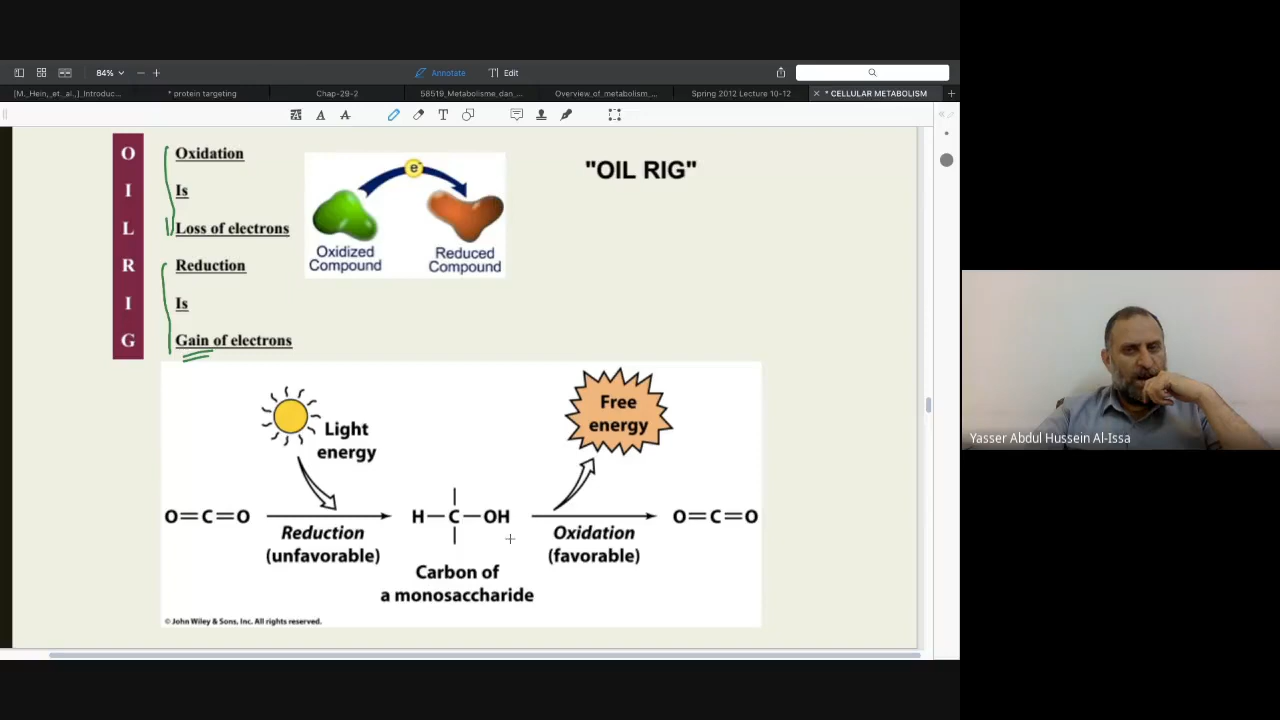 84%
Annotate
Edit
[M._Hein,_et._al.,]_Introduc...
* protein targeting
Chap-29-2
58519_Metabolisme_dan_...
Overview_of_metabolism_...
Spring 2012 Lecture 10-12
* CELLULAR METABOLISM
O Oxidation
I Is
L Loss of electrons
R Reduction
I Is
G Gain of electrons
e-
Oxidized
Compound
Reduced
Compound
"OIL RIG"
Light
energy
Free
energy
O=C=O
Reduction
(unfavorable)
H-C-OH
Carbon of
a monosaccharide
Oxidation
(favorable)
O=C=O
© John Wiley & Sons, Inc. All rights reserved.
Yasser Abdul Hussein Al-Issa